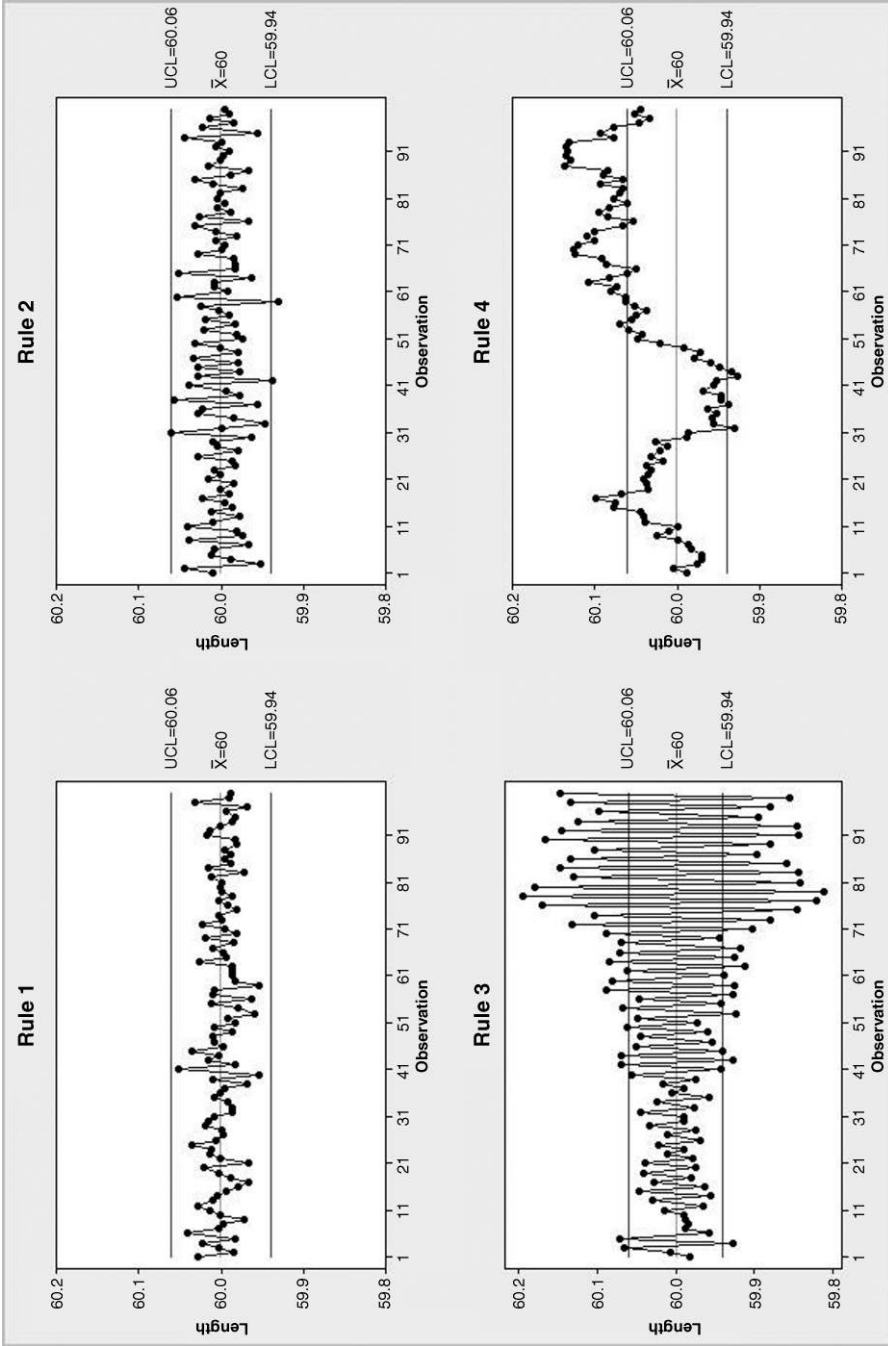 Rule 1
60.2
60.1
60.0
59.9
59.8
Length
1 11 21 31 41 51 61 71 81 91
Observation
UCL=60.06
X̅=60
LCL=59.94
Rule 2
60.2
60.1
60.0
59.9
59.8
Length
1 11 21 31 41 51 61 71 81 91
Observation
UCL=60.06
X̅=60
LCL=59.94
Rule 3
60.2
60.1
60.0
59.9
59.8
Length
1 11 21 31 41 51 61 71 81 91
Observation
UCL=60.06
X̅=60
LCL=59.94
Rule 4
60.2
60.1
60.0
59.9
59.8
Length
1 11 21 31 41 51 61 71 81 91
Observation
UCL=60.06
X̅=60
LCL=59.94